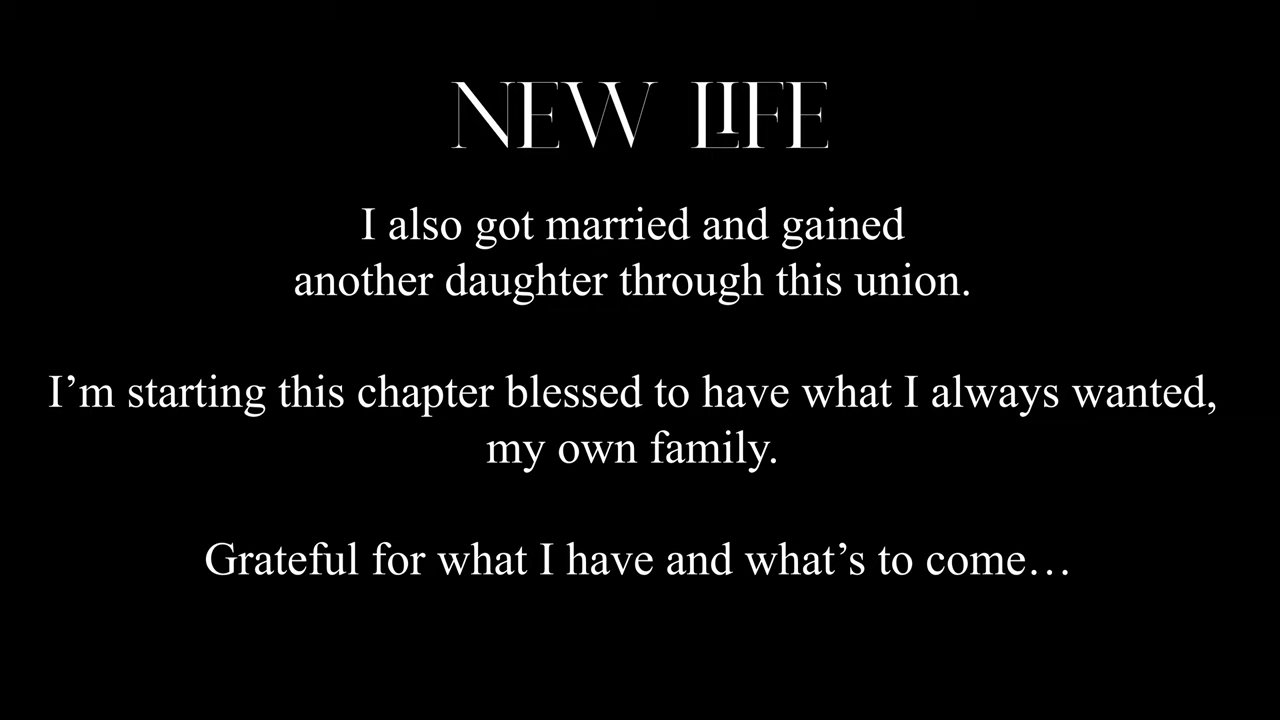 NEW LIFE
I also got married and gained
another daughter through this union.
I’m starting this chapter blessed to have what I always wanted,
my own family.
Grateful for what I have and what’s to come…